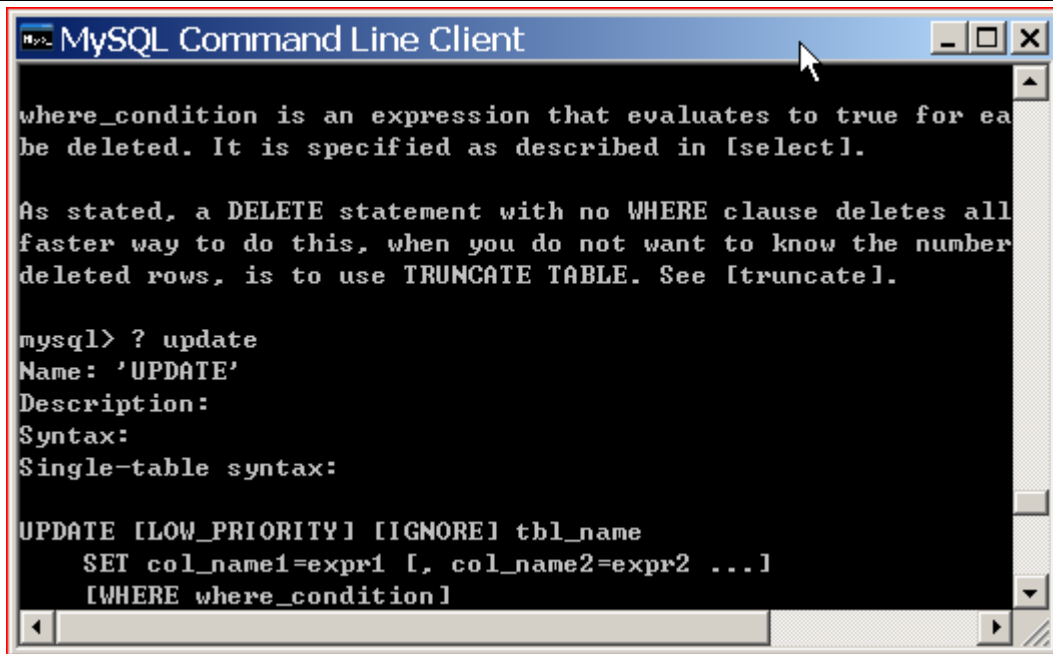 MySQL Command Line Client
where_condition is an expression that evaluates to true for ea
be deleted. It is specified as described in [select].
As stated, a DELETE statement with no WHERE clause deletes all
faster way to do this, when you do not want to know the number
deleted rows, is to use TRUNCATE TABLE. See [truncate].
mysql> ? update
Name: 'UPDATE'
Description:
Syntax:
Single-table syntax:
UPDATE [LOW_PRIORITY] [IGNORE] tbl_name
    SET col_name1=expr1 [, col_name2=expr2 ...]
    [WHERE where_condition]